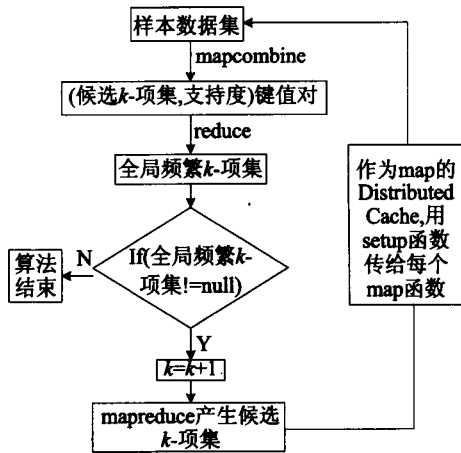 样本数据集
mapcombine
(候选k-项集,支持度)键值对
reduce
全局频繁k-项集
If(全局频繁k-
项集!=null)
N
算法
结束
Y
k=k+1
mapreduce产生候选
k-项集
作为map的
Distributed
Cache,用
setup函数
传给每个
map函数